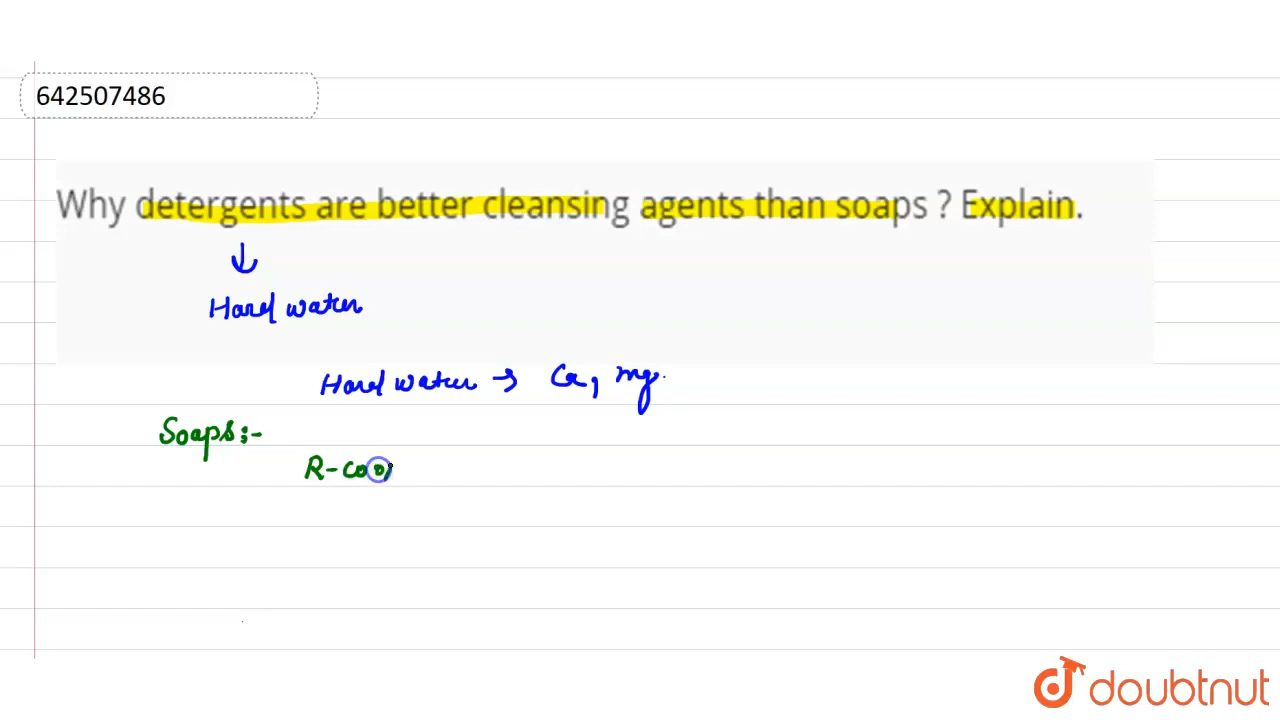 642507486
Why detergents are better cleansing agents than soaps ? Explain.
Hard water
Hard water → Ca, Mg.
Soaps:-
R-COO
doubtnut